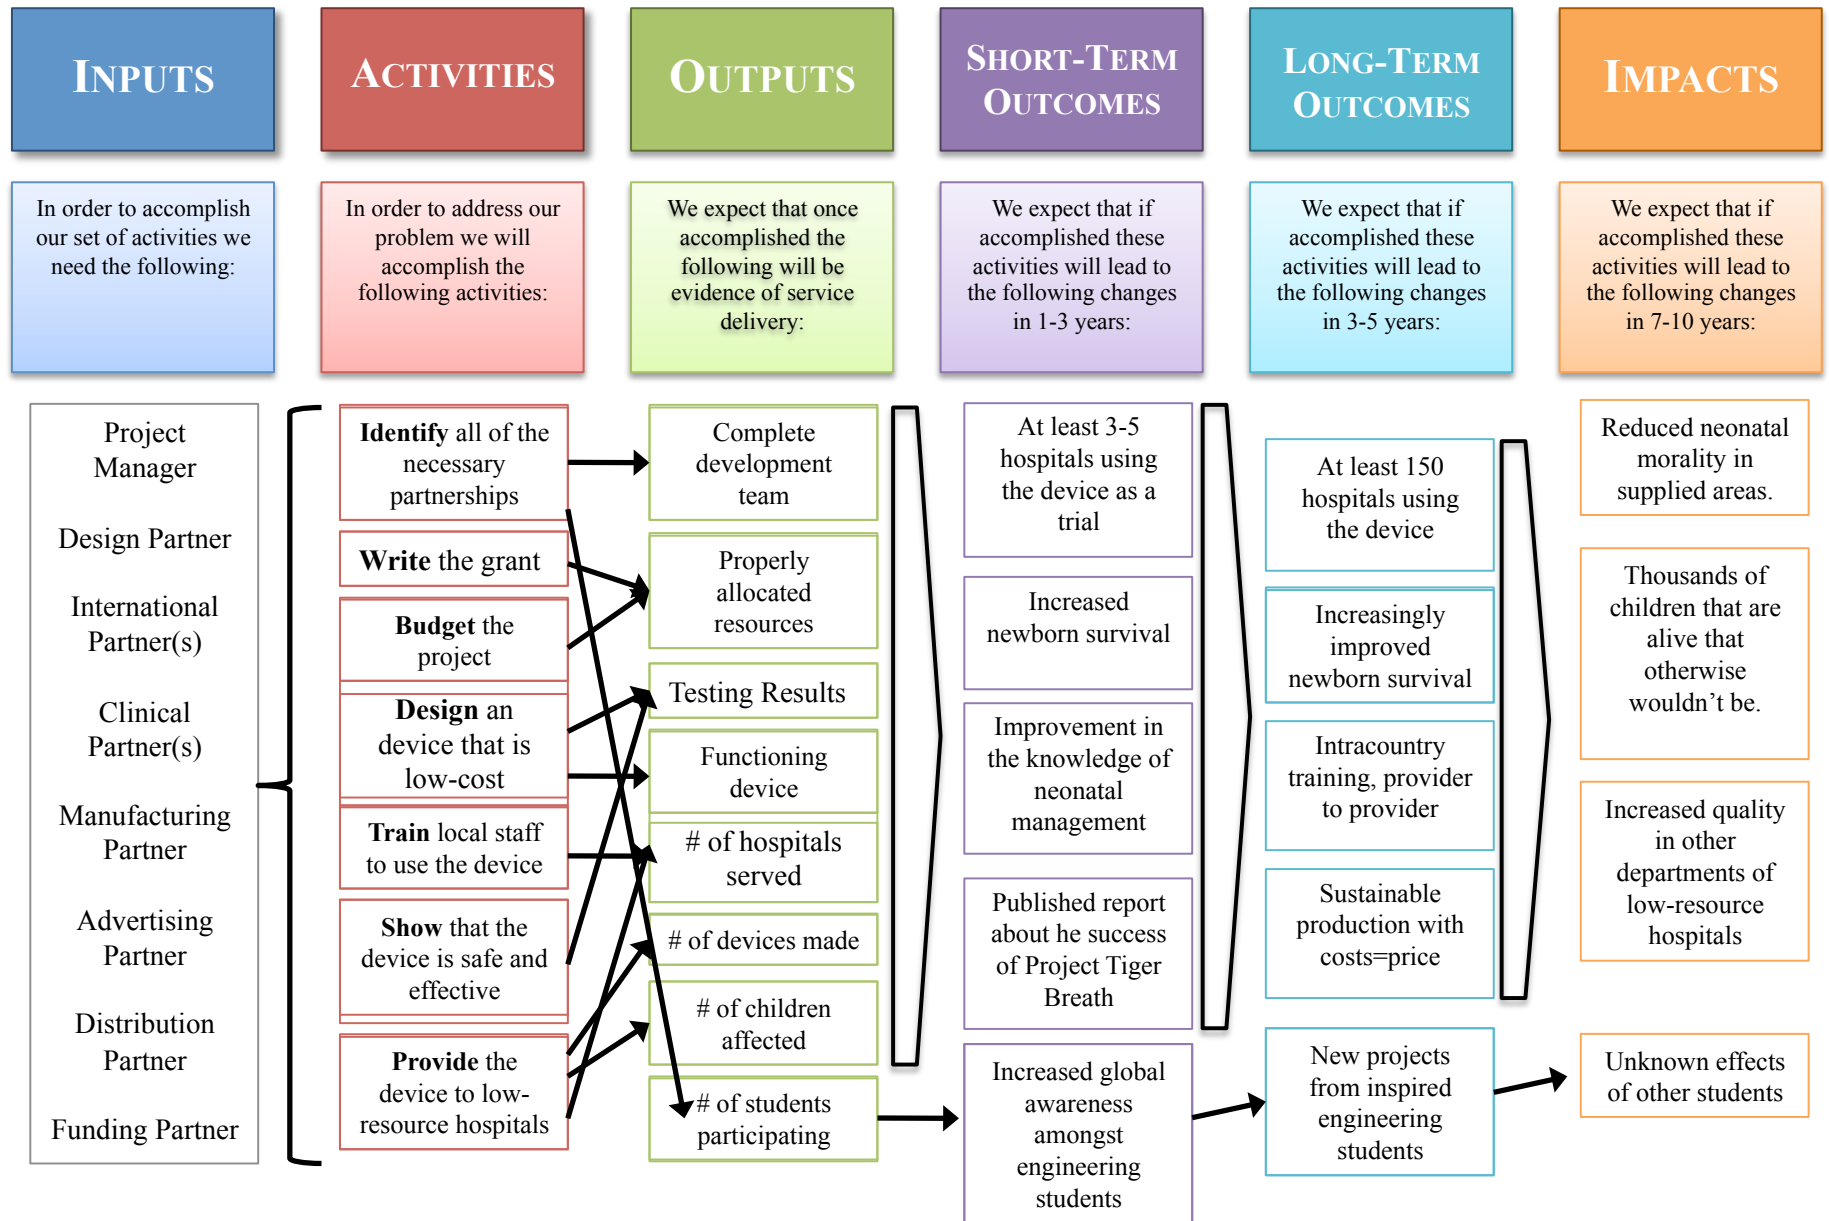 INPUTS
ACTIVITIES
OUTPUTS
SHORT-TERM
OUTCOMES
LONG-TERM
OUTCOMES
IMPACTS
In order to accomplish
our set of activities we
need the following:
In order to address our
problem we will
accomplish the
following activities:
We expect that once
accomplished the
following will be
evidence of service
delivery:
We expect that if
accomplished these
activities will lead to
the following changes
in 1-3 years:
We expect that if
accomplished these
activities will lead to
the following changes
in 3-5 years:
We expect that if
accomplished these
activities will lead to
the following changes
in 7-10 years:
Project
Manager
Design Partner
International
Partner(s)
Clinical
Partner(s)
Manufacturing
Partner
Advertising
Partner
Distribution
Partner
Funding Partner
Identify all of the
necessary
partnerships
Write the grant
Budget the
project
Design an
device that is
low-cost
Train local staff
to use the device
Show that the
device is safe and
effective
Provide the
device to low-
resource hospitals
Complete
development
team
Properly
allocated
resources
Testing Results
Functioning
device
# of hospitals
served
# of devices made
# of children
affected
# of students
participating
At least 3-5
hospitals using
the device as a
trial
Increased
newborn survival
Improvement in
the knowledge of
neonatal
management
Published report
about he success
of Project Tiger
Breath
Increased global
awareness
amongst
engineering
students
At least 150
hospitals using
the device
Increasingly
improved
newborn survival
Intracountry
training, provider
to provider
Sustainable
production with
costs=price
New projects
from inspired
engineering
students
Reduced neonatal
morality in
supplied areas.
Thousands of
children that are
alive that
otherwise
wouldn’t be.
Increased quality
in other
departments of
low-resource
hospitals
Unknown effects
of other students